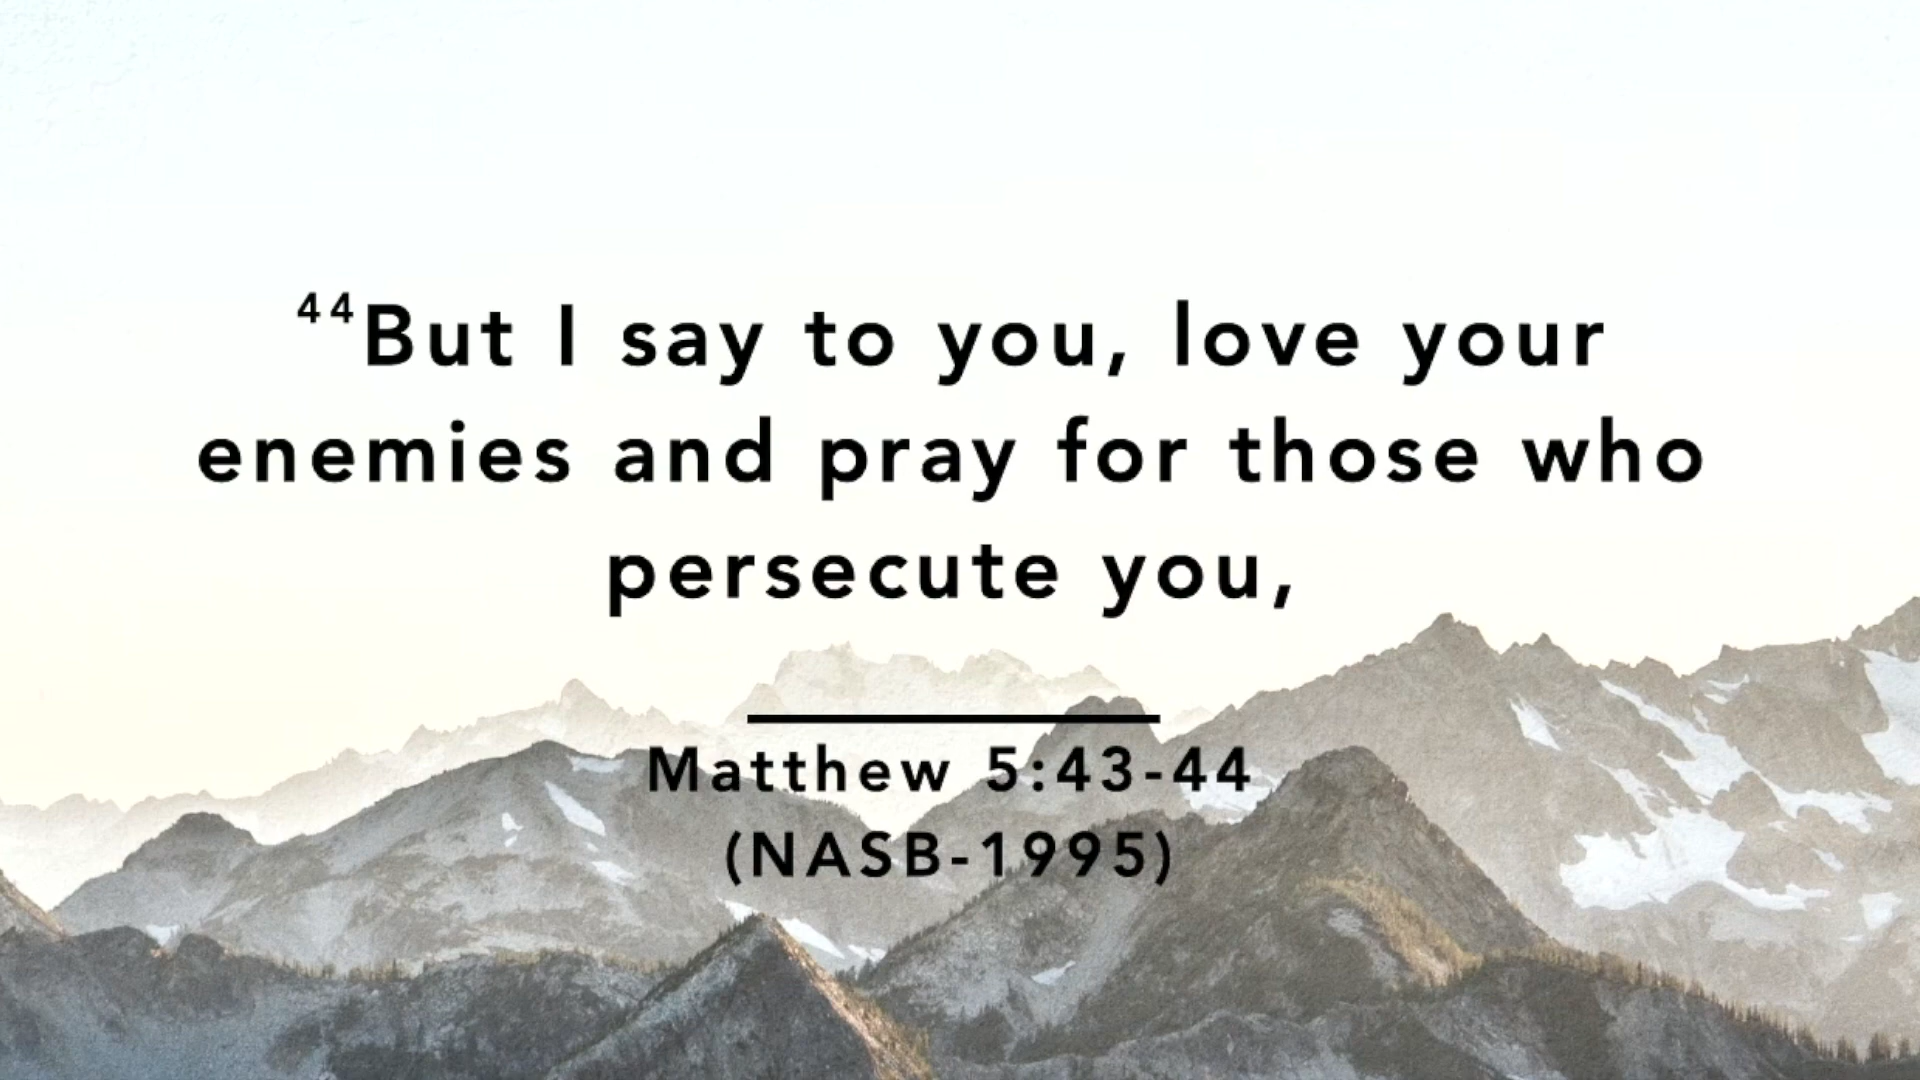 44But I say to you, love your
enemies and pray for those who
persecute you,
Matthew 5:43-44
(NASB-1995)